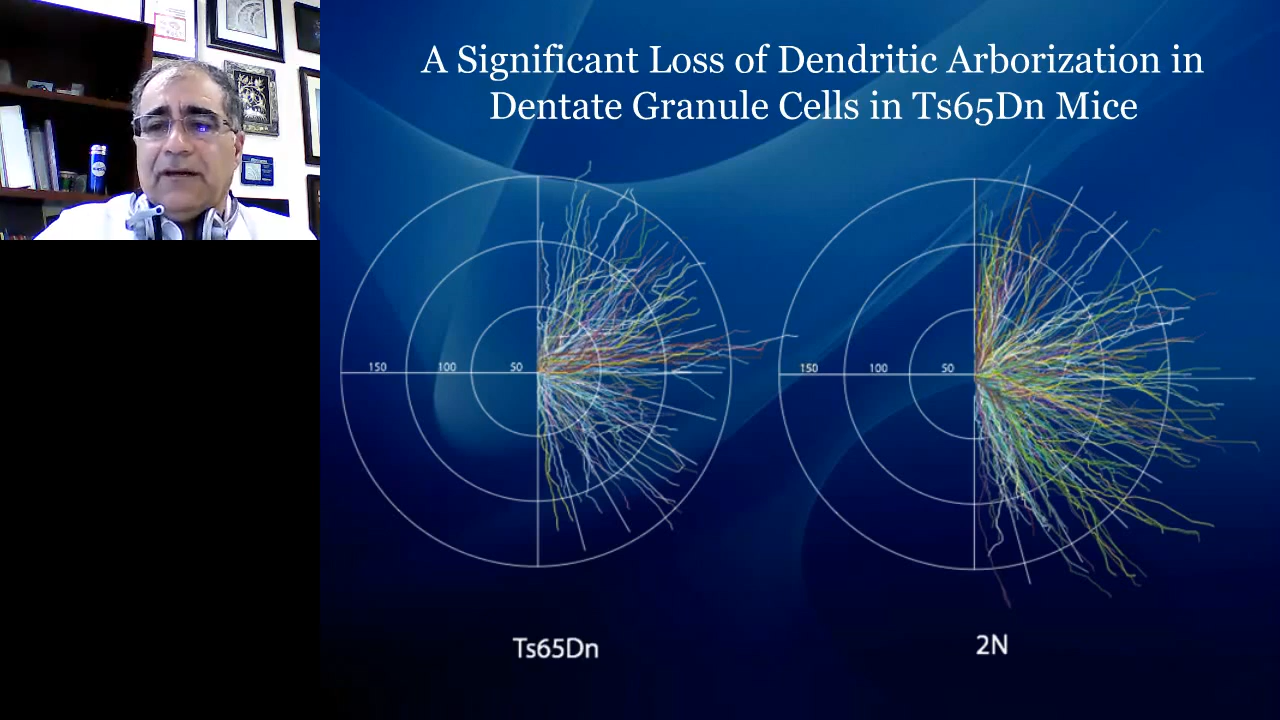 A Significant Loss of Dendritic Arborization in
Dentate Granule Cells in Ts65Dn Mice
150 100 50
150 100 50
Ts65Dn
2N